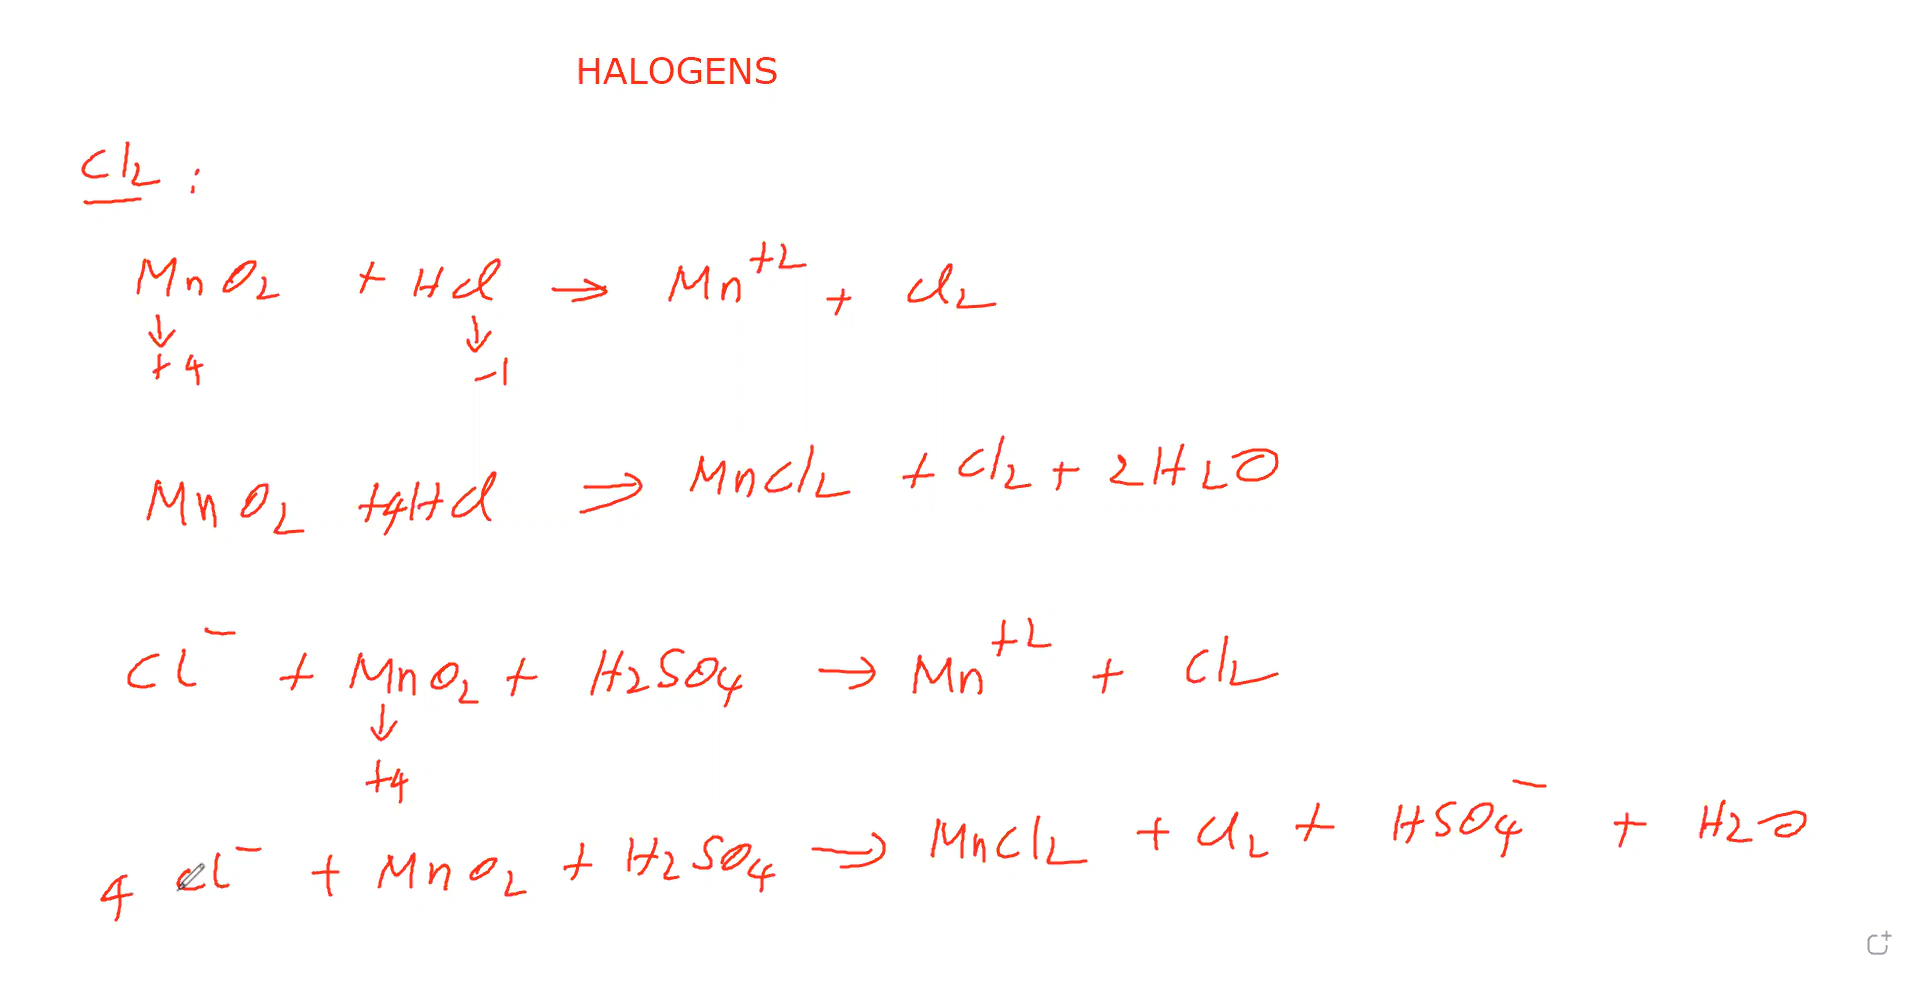 HALOGENS
Cl₂ :
MnO₂ + HCl → Mn⁺² + Cl₂
↓ ↓
+4 -1
MnO₂ +4HCl ⇒ MnCl₂ + Cl₂ + 2H₂O
Cl⁻ + MnO₂ + H₂SO₄ → Mn⁺² + Cl₂
↓
+4
4 Cl⁻ + MnO₂ + H₂SO₄ ⇒ MnCl₂ + Cl₂ + HSO₄⁻ + H₂O